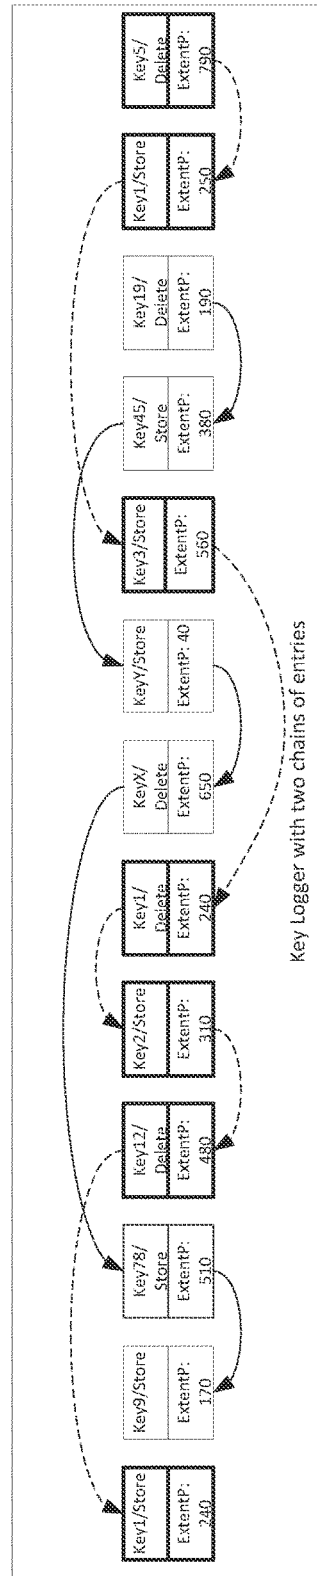 Key1/Store
ExtentP:
240
Key9/Store
ExtentP:
170
Key78/
Store
ExtentP:
510
Key12/
Delete
ExtentP:
480
Key2/Store
ExtentP:
310
Key1/
Delete
ExtentP:
240
KeyX/
Delete
ExtentP:
650
KeyY/Store
ExtentP: 40
Key3/Store
ExtentP:
560
Key45/
Store
ExtentP:
380
Key19/
Delete
ExtentP:
190
Key1/Store
ExtentP:
250
Key5/
Delete
ExtentP:
790
Key Logger with two chains of entries